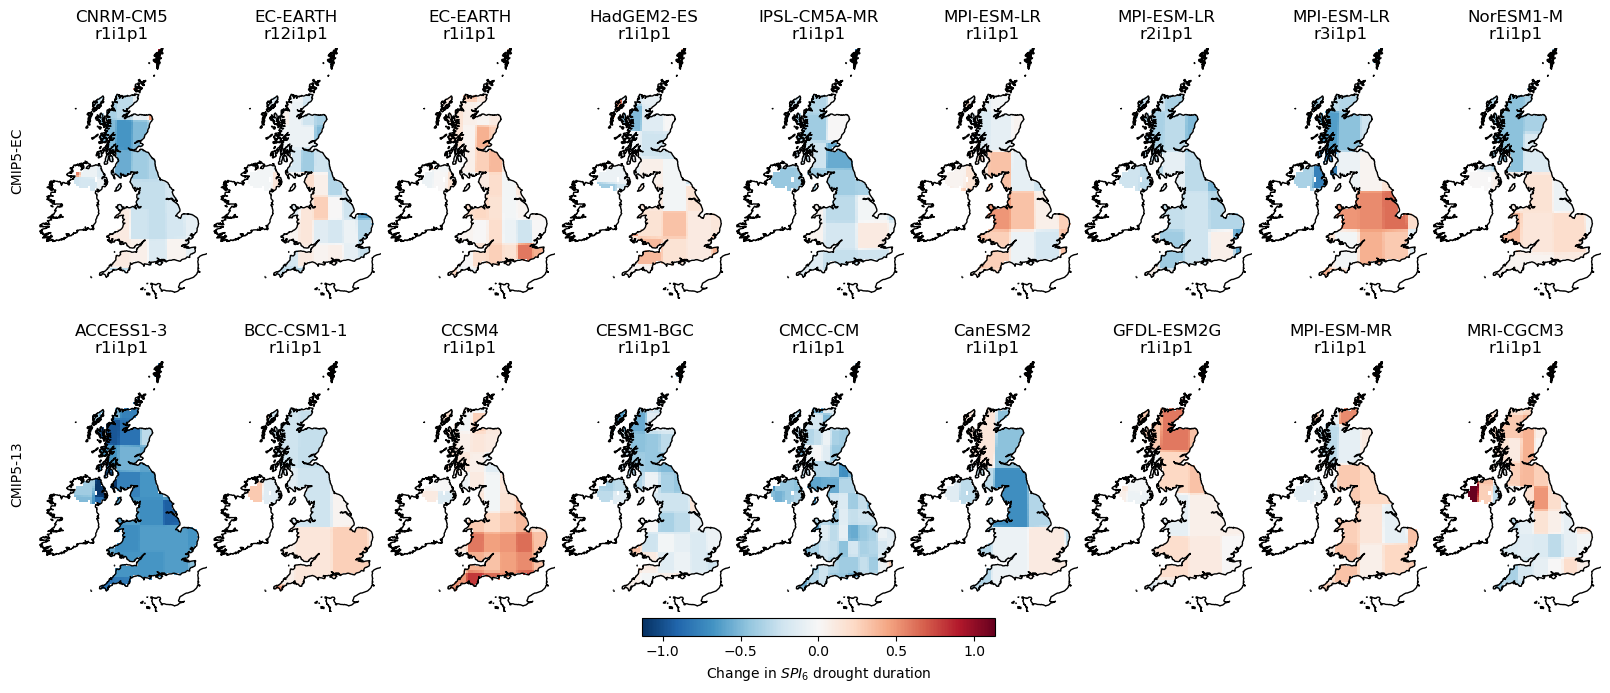 CNRM-CM5
r1i1p1
EC-EARTH
r12i1p1
EC-EARTH
r1i1p1
HadGEM2-ES
r1i1p1
IPSL-CM5A-MR
r1i1p1
MPI-ESM-LR
r1i1p1
MPI-ESM-LR
r2i1p1
MPI-ESM-LR
r3i1p1
NorESM1-M
r1i1p1
CMIP5-EC
ACCESS1-3
r1i1p1
BCC-CSM1-1
r1i1p1
CCSM4
r1i1p1
CESM1-BGC
r1i1p1
CMCC-CM
r1i1p1
CanESM2
r1i1p1
GFDL-ESM2G
r1i1p1
MPI-ESM-MR
r1i1p1
MRI-CGCM3
r1i1p1
CMIP5-13
−1.0 −0.5 0.0 0.5 1.0
Change in SPI₆ drought duration